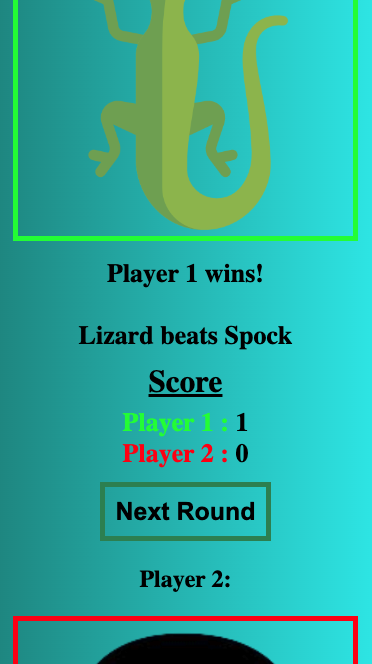 Player 1 wins!
Lizard beats Spock
Score
Player 1 : 1
Player 2 : 0
Next Round
Player 2: